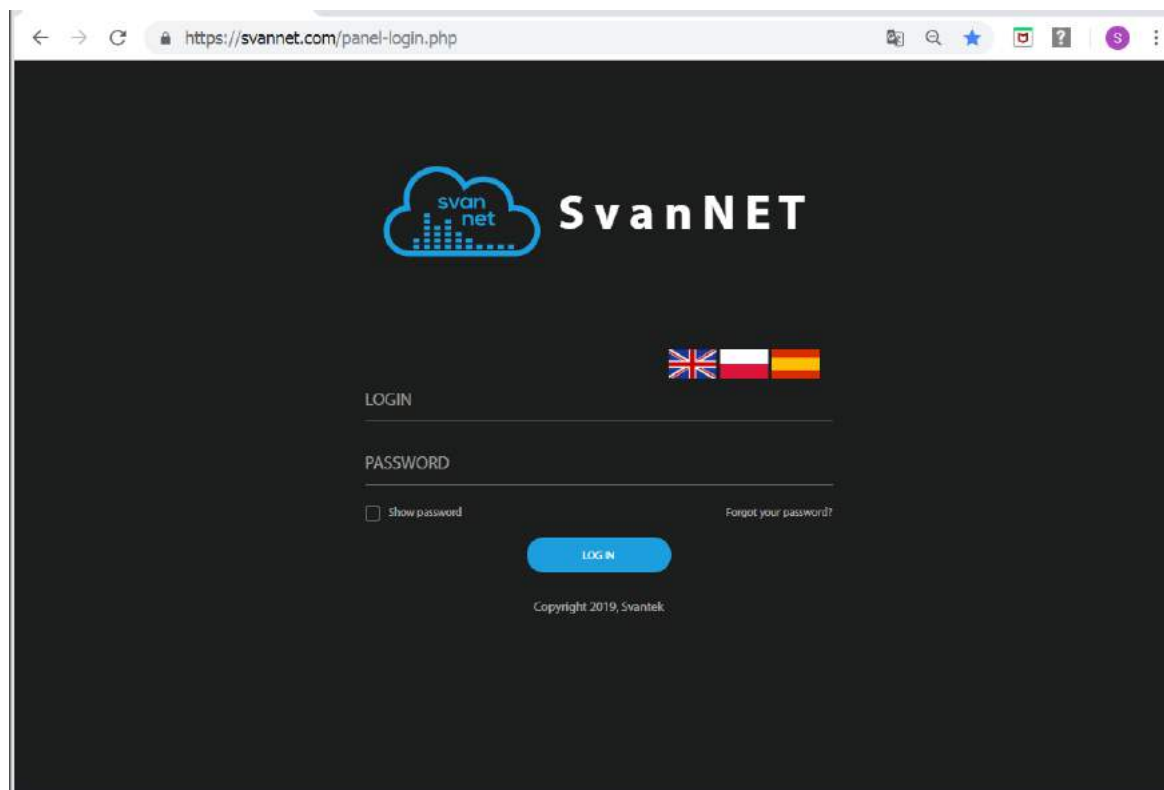 https://svannet.com/panel-login.php
S
svan
net
SvanNET
LOGIN
PASSWORD
Show password
Forgot your password?
LOG IN
Copyright 2019, Svantek